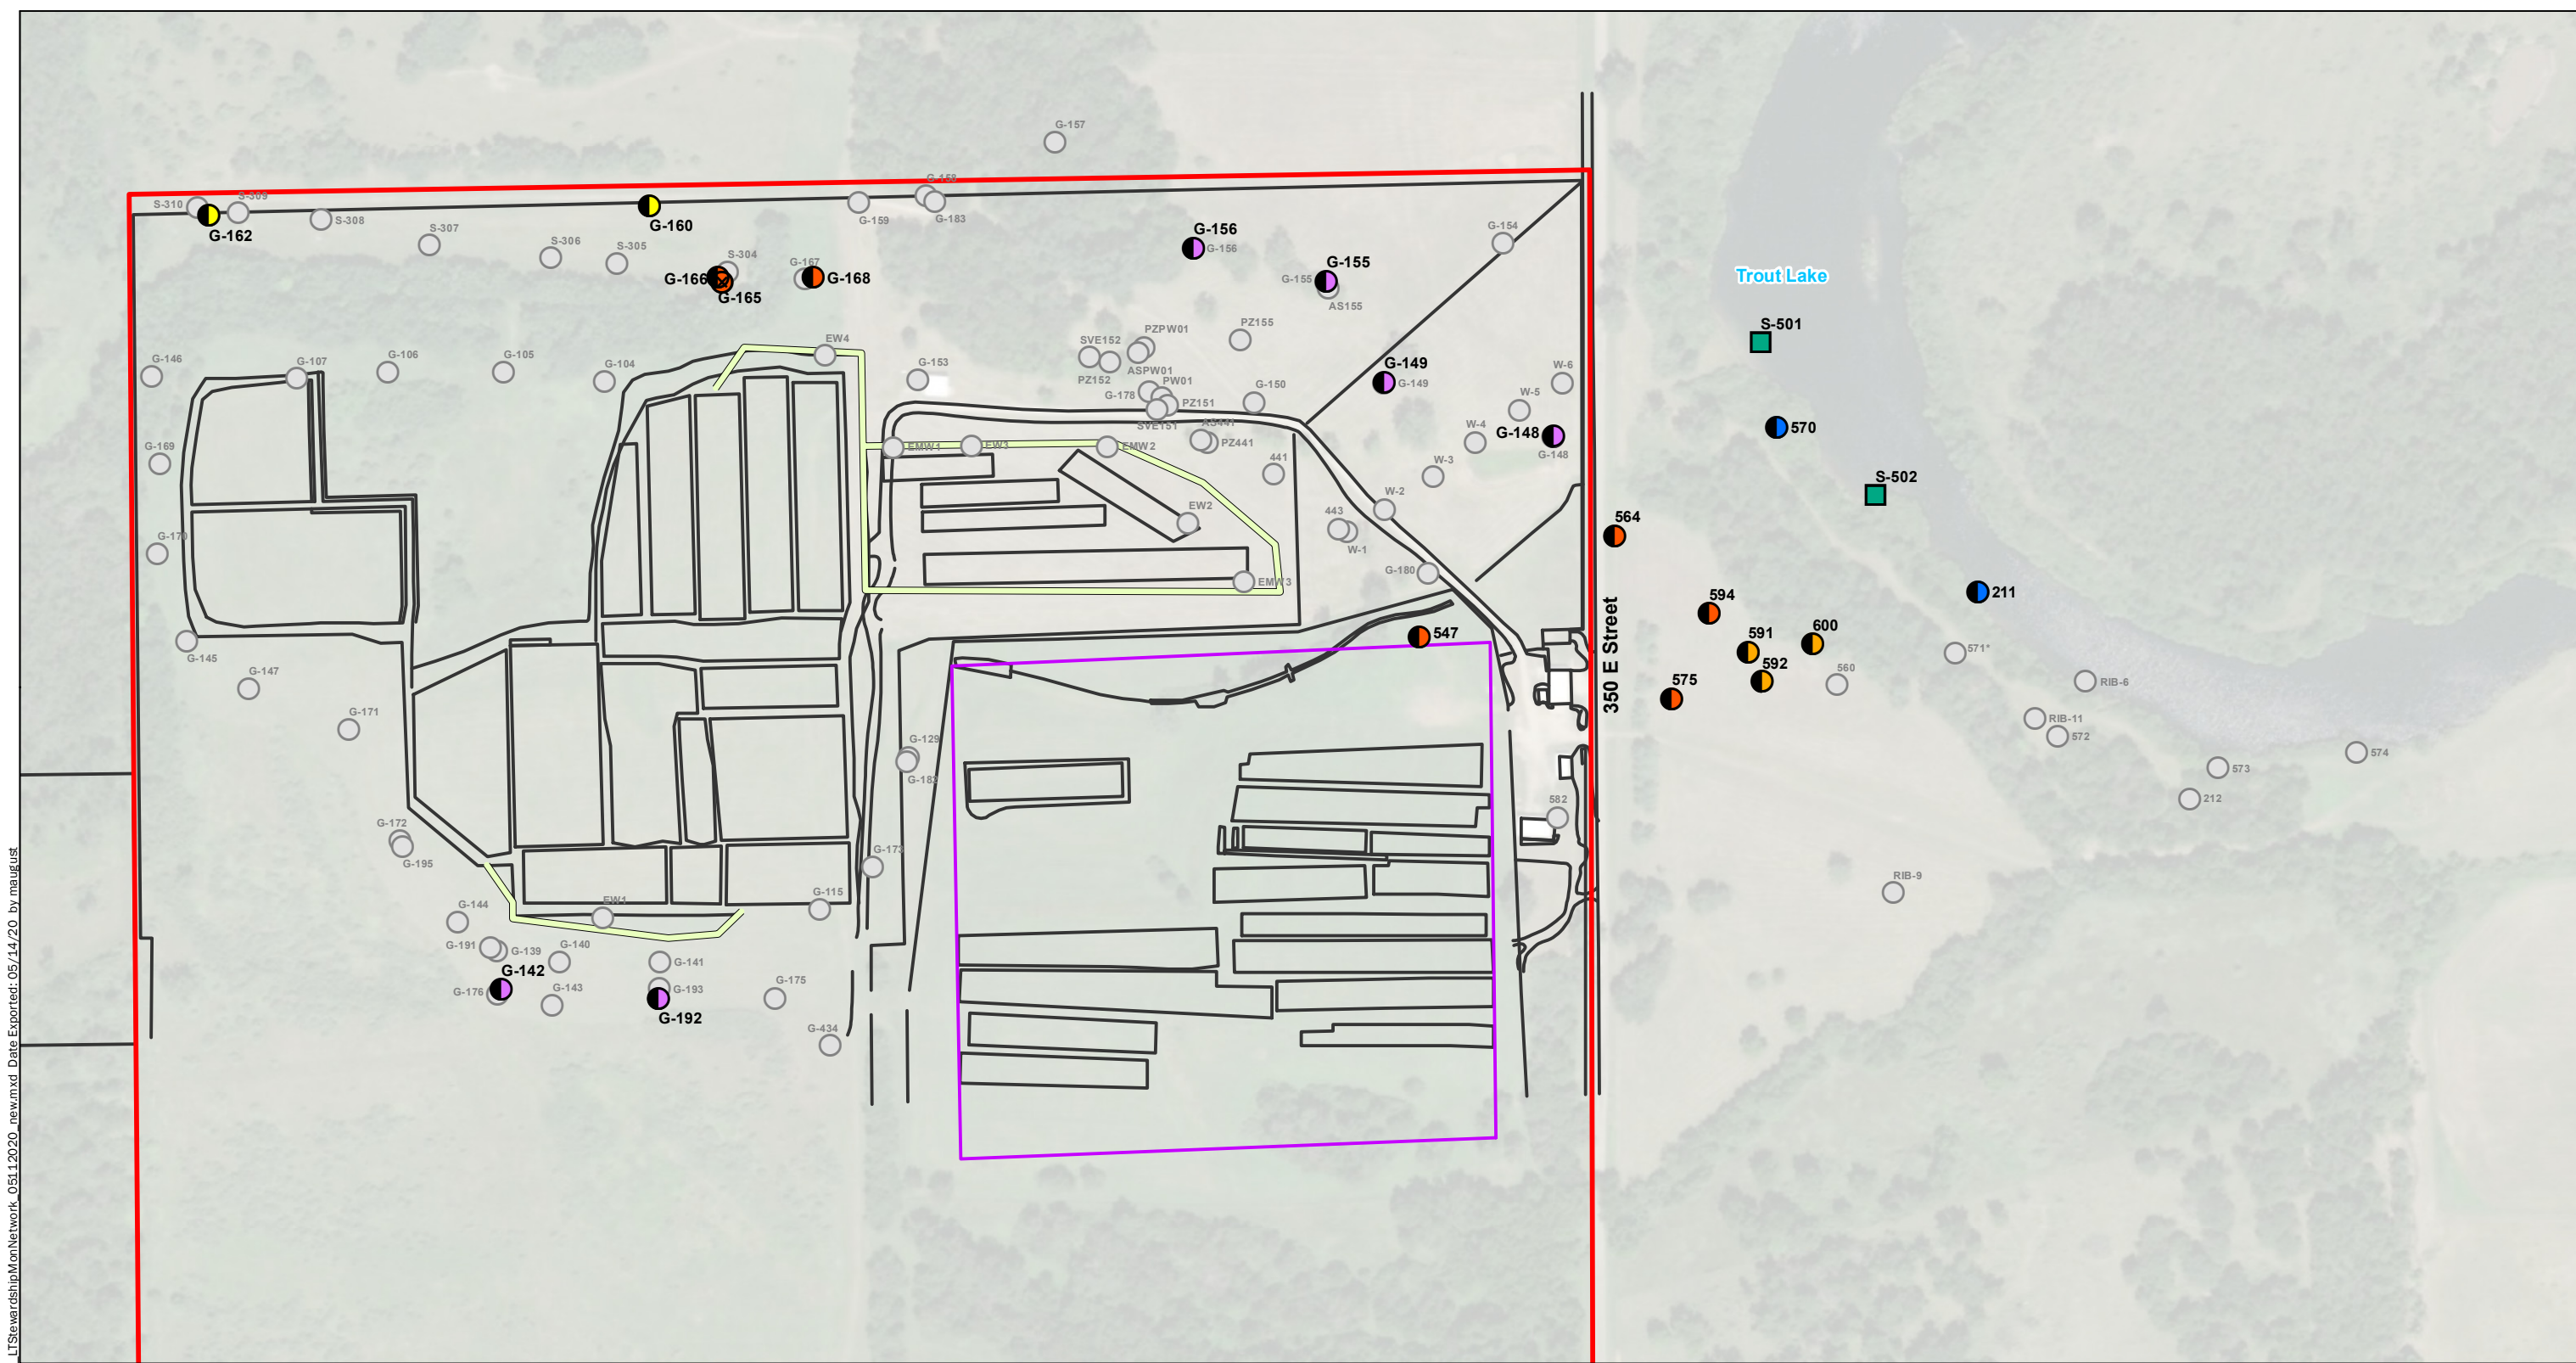 G-157
G-158
S-310
S-309
S-308
G-162
G-160
G-159
G-183
S-307
S-306
S-305
S-304
G-166
G-165
G-167
G-168
G-156
G-156
G-154
G-155
G-155
AS155
Trout Lake
S-501
PZ155
PZPW01
SVE152
ASPW01
PZ152
EW4
G-153
G-146
G-107
G-106
G-105
G-104
G-149
G-149
W-6
W-5
G-150
PW01
G-178
PZ151
SVE151
AS441
PZ441
W-4
G-148
G-148
570
EMW1
EW3
EMW2
441
W-3
G-169
S-502
EW2
W-2
443
W-1
564
G-170
G-180
EMW3
211
594
547
591
600
592
571*
560
575
350 E Street
RIB-6
G-145
G-147
G-171
RIB-11
572
G-129
G-182
574
573
212
582
G-172
G-195
G-173
RIB-9
EW1
G-115
G-144
G-191
G-139
G-140
G-141
G-142
G-176
G-143
G-193
G-192
G-175
G-434
LTStewardshipMonNetwork_05112020_new.mxd Date Exported: 05/14/20 by maugust